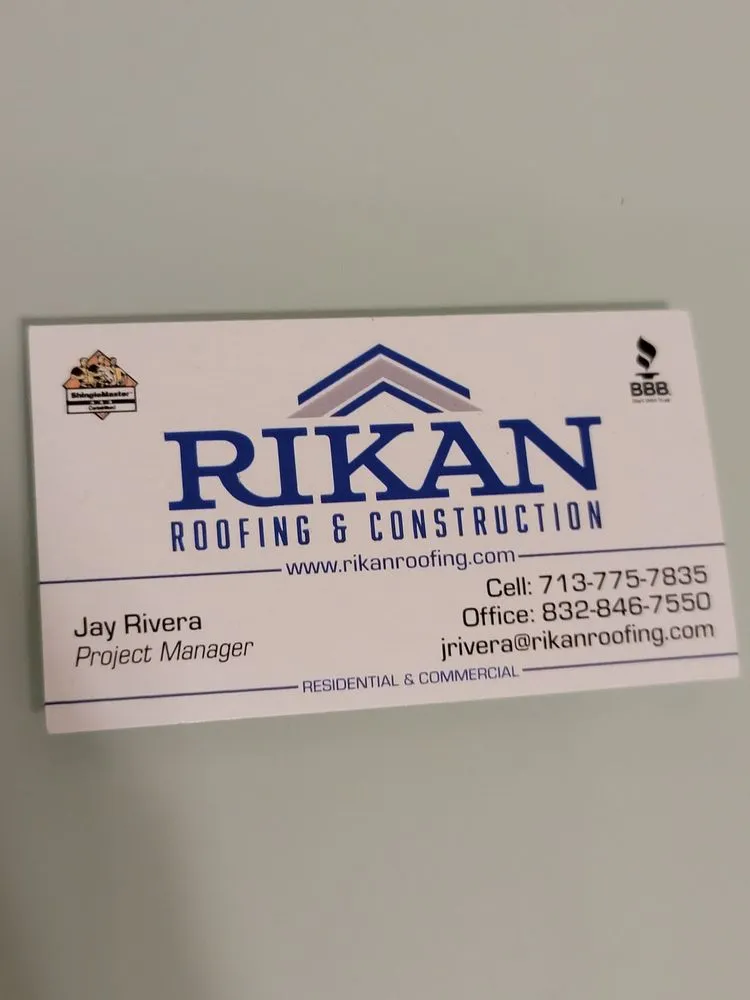 ShingleMaster
BBB
RIKAN
ROOFING & CONSTRUCTION
www.rikanroofing.com
Jay Rivera
Project Manager
Cell: 713-775-7835
Office: 832-846-7550
jrivera@rikanroofing.com
RESIDENTIAL & COMMERCIAL